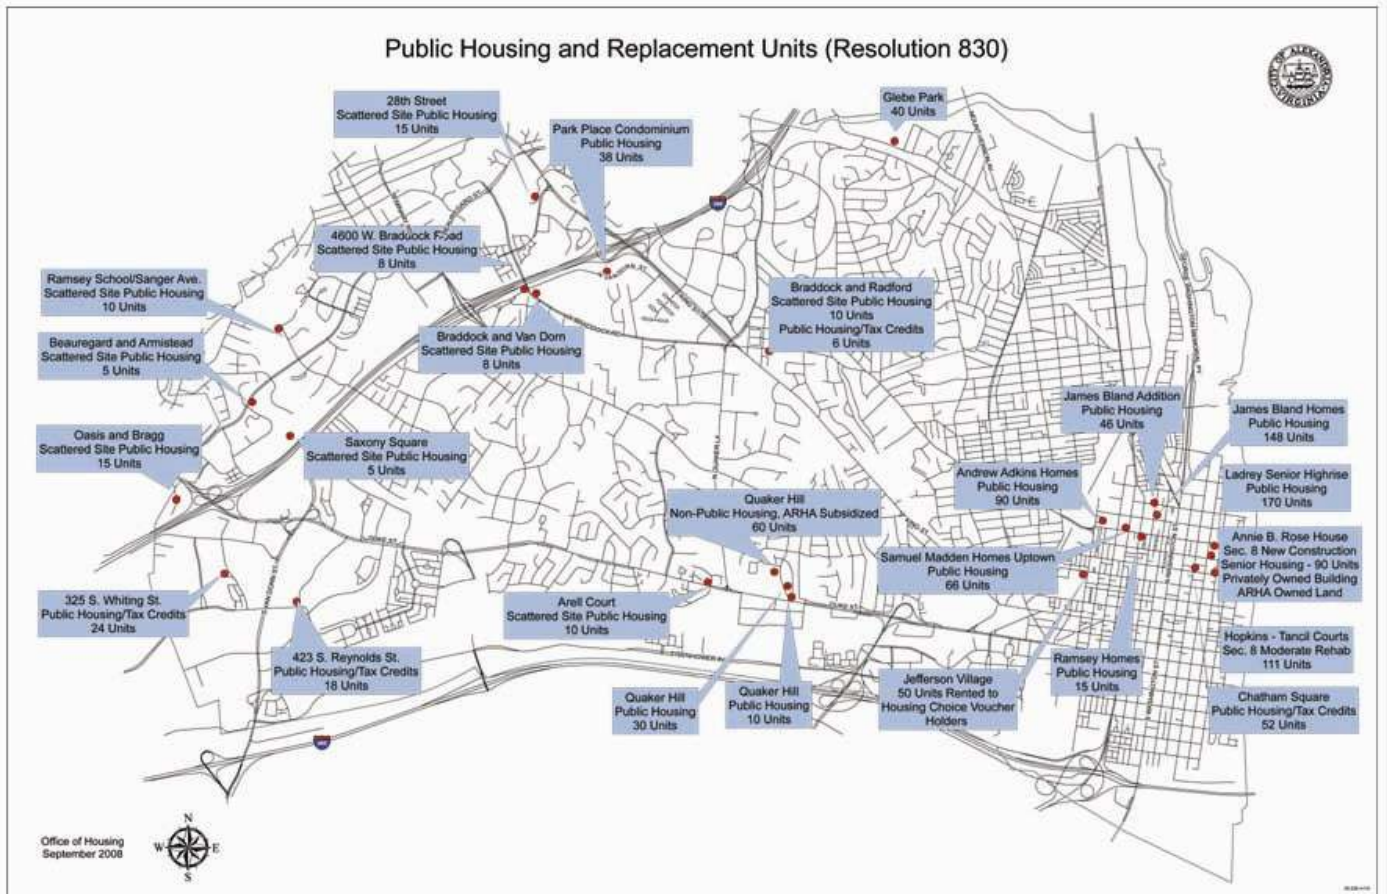 Public Housing and Replacement Units (Resolution 830)
CITY OF ALEXANDRIA
VIRGINIA
28th Street
Scattered Site Public Housing
15 Units
Park Place Condominium
Public Housing
38 Units
Glebe Park
40 Units
4600 W. Braddock Road
Scattered Site Public Housing
8 Units
Ramsey School/Sanger Ave.
Scattered Site Public Housing
10 Units
Braddock and Radford
Scattered Site Public Housing
10 Units
Public Housing/Tax Credits
6 Units
Beauregard and Armistead
Scattered Site Public Housing
5 Units
Braddock and Van Dorn
Scattered Site Public Housing
8 Units
James Bland Addition
Public Housing
46 Units
James Bland Homes
Public Housing
148 Units
Oasis and Bragg
Scattered Site Public Housing
15 Units
Saxony Square
Scattered Site Public Housing
5 Units
Andrew Adkins Homes
Public Housing
90 Units
Ladrey Senior Highrise
Public Housing
170 Units
Quaker Hill
Non-Public Housing, ARHA Subsidized
60 Units
Annie B. Rose House
Sec. 8 New Construction
Senior Housing - 90 Units
Privately Owned Building
ARHA Owned Land
Samuel Madden Homes Uptown
Public Housing
66 Units
325 S. Whiting St.
Public Housing/Tax Credits
24 Units
Arell Court
Scattered Site Public Housing
10 Units
Hopkins - Tancil Courts
Sec. 8 Moderate Rehab
111 Units
423 S. Reynolds St.
Public Housing/Tax Credits
18 Units
Ramsey Homes
Public Housing
15 Units
Jefferson Village
50 Units Rented to
Housing Choice Voucher
Holders
Quaker Hill
Public Housing
30 Units
Quaker Hill
Public Housing
10 Units
Chatham Square
Public Housing/Tax Credits
52 Units
DUKE ST
DUKE ST
N QUAKER LN
KING ST
Office of Housing
September 2008
N
W
E
S